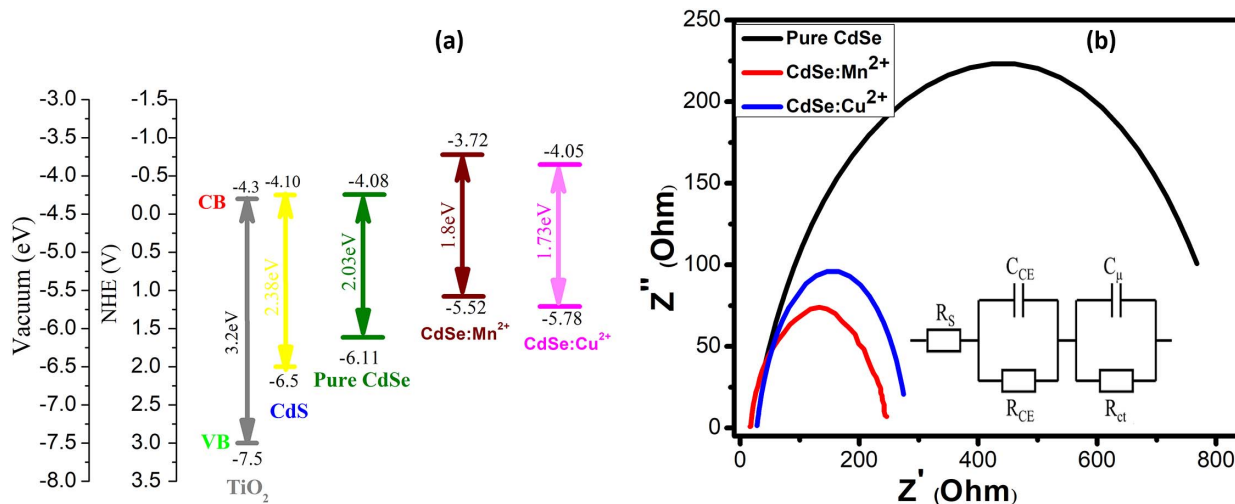 (a)
Vacuum (eV)
-3.0
-3.5
-4.0
-4.5
-5.0
-5.5
-6.0
-6.5
-7.0
-7.5
-8.0
NHE (V)
-1.5
-1.0
-0.5
0.0
0.5
1.0
1.5
2.0
2.5
3.0
3.5
CB
VB
-4.3
3.2eV
-7.5
TiO₂
-4.10
2.38eV
-6.5
CdS
-4.08
2.03eV
-6.11
Pure CdSe
-3.72
1.8eV
-5.52
CdSe:Mn²⁺
-4.05
1.73eV
-5.78
CdSe:Cu²⁺
(b)
Pure CdSe
CdSe:Mn²⁺
CdSe:Cu²⁺
Z'' (Ohm)
250
200
150
100
50
0
0 200 400 600 800
Z' (Ohm)
R_S
C_CE
R_CE
C_μ
R_ct